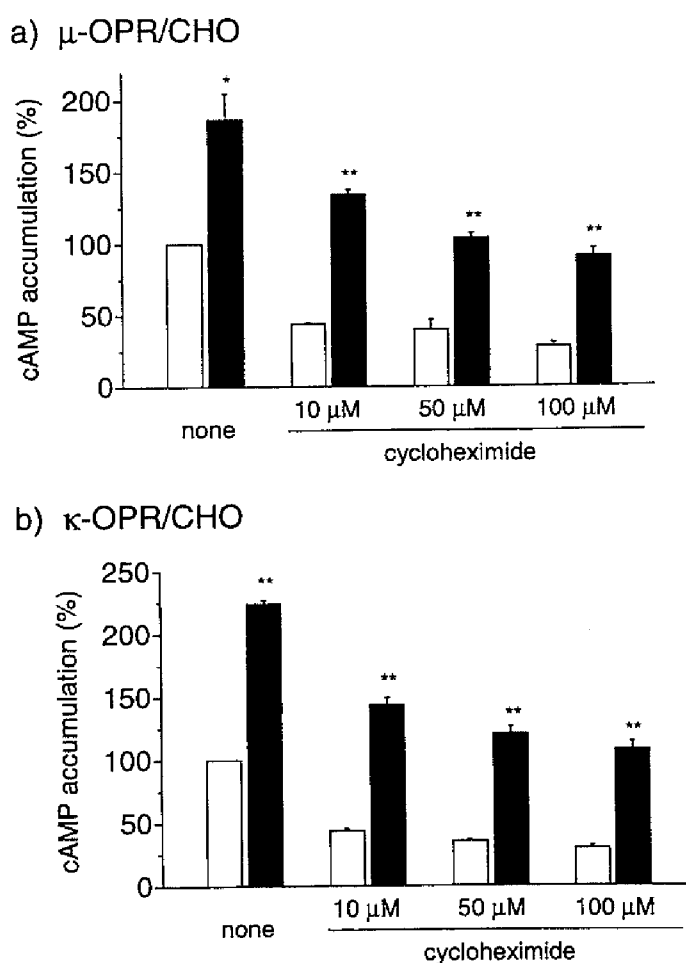 a) μ-OPR/CHO
cAMP accumulation (%)
200
150
100
50
0
*
**
**
**
none
10 μM
50 μM
100 μM
cycloheximide
b) κ-OPR/CHO
cAMP accumulation (%)
250
200
150
100
50
0
**
**
**
**
none
10 μM
50 μM
100 μM
cycloheximide